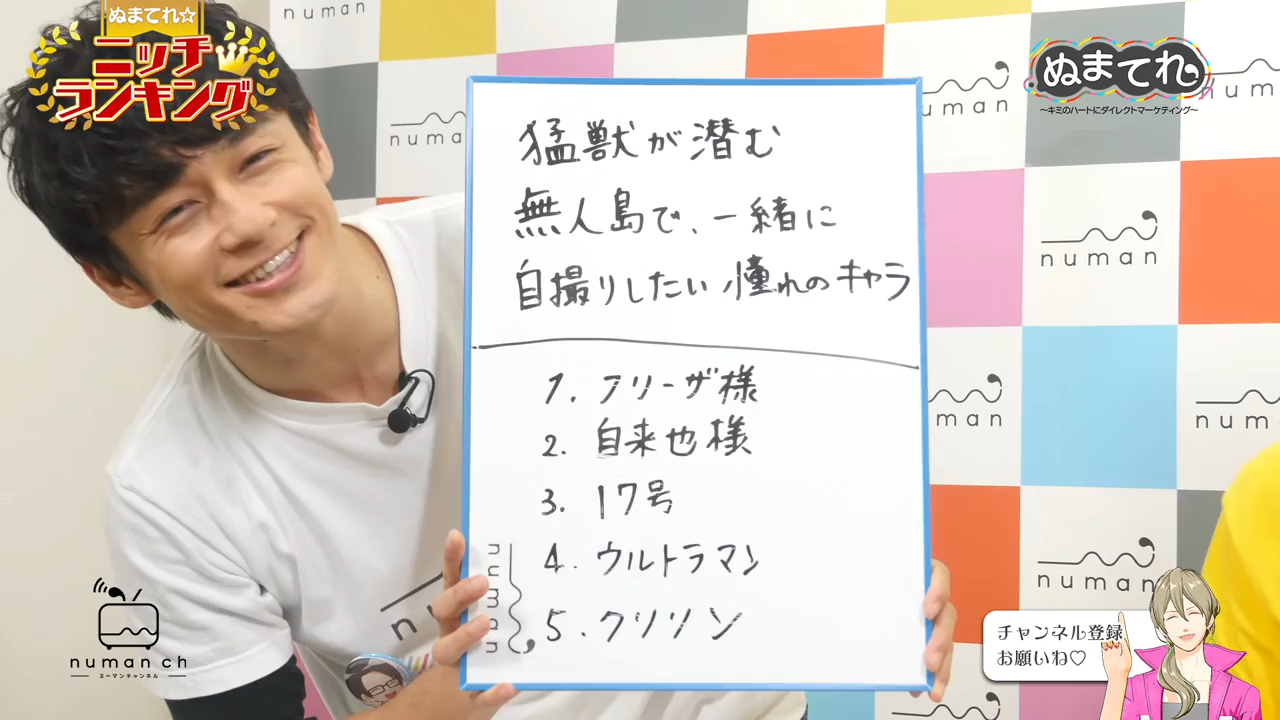 ぬまてれ☆
ニッチ
ランキング
ぬまてれ
～キミのハートにダイレクトマーケティング～
numan
numan
numan
numan
numan
numan
numan
numan
numan
猛獣が潜む
無人島で、一緒に
自撮りしたい憧れのキャラ
1. フリーザ様
2. 自来也様
3. 17号
4. ウルトラマン
5. クリリン
numan
numan ch
ヌーマンチャンネル
チャンネル登録
お願いね♡